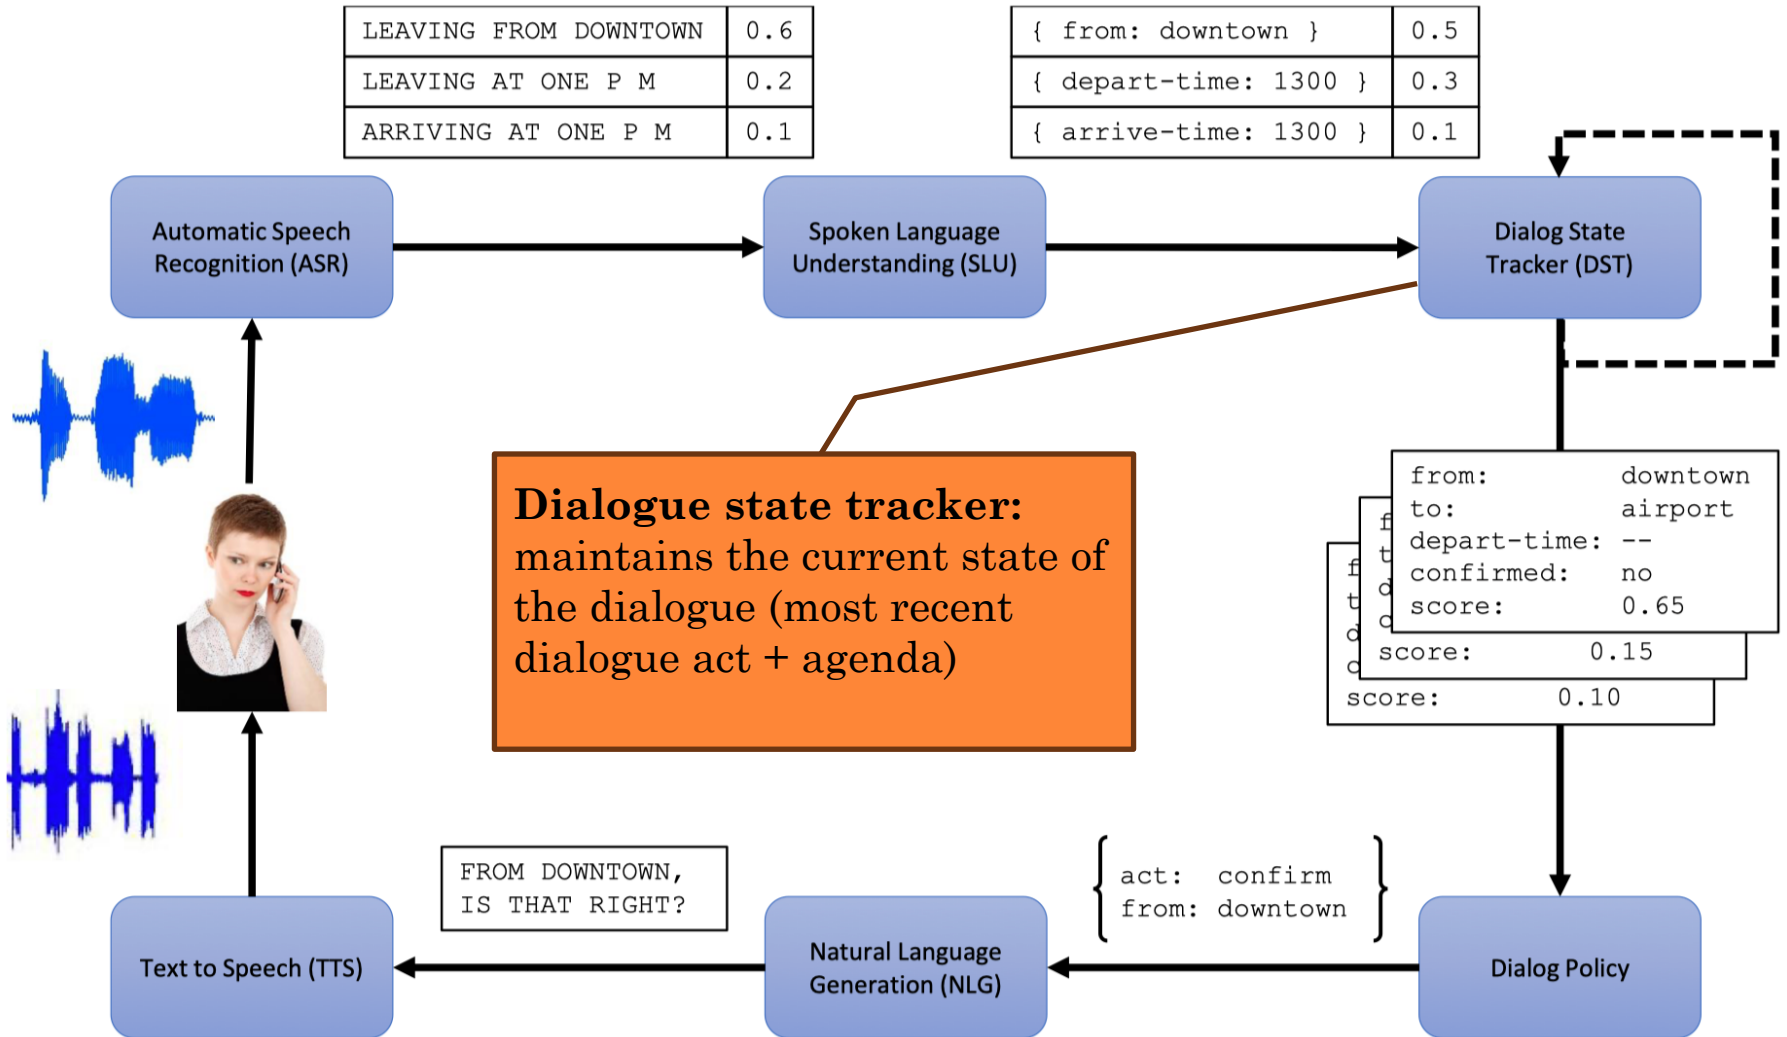 LEAVING FROM DOWNTOWN 0.6
LEAVING AT ONE P M 0.2
ARRIVING AT ONE P M 0.1
{ from: downtown } 0.5
{ depart-time: 1300 } 0.3
{ arrive-time: 1300 } 0.1
Automatic Speech
Recognition (ASR)
Spoken Language
Understanding (SLU)
Dialog State
Tracker (DST)
Dialogue state tracker:
maintains the current state of
the dialogue (most recent
dialogue act + agenda)
from: downtown
to: airport
depart-time: --
confirmed: no
score: 0.65
f
t
d
c
score: 0.15
f
t
d
c
score: 0.10
act: confirm
from: downtown
FROM DOWNTOWN,
IS THAT RIGHT?
Text to Speech (TTS)
Natural Language
Generation (NLG)
Dialog Policy